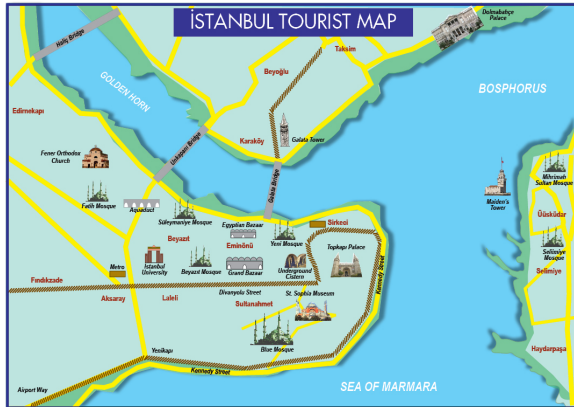 İSTANBUL TOURIST MAP
Dolmabahçe
Palace
Haliç Bridge
Taksim
Beyoğlu
GOLDEN HORN
BOSPHORUS
Edirnekapı
Unkapanı Bridge
Karaköy
Galata Tower
Fener Orthodox
Church
Galata Bridge
Mihrimah
Sultan Mosque
Maiden's
Tower
Fatih Mosque
Aquaduct
Süleymaniye Mosque
Egyptian Bazaar
Sirkeci
Üüsküdar
Beyazıt
Eminönü
Yeni Mosque
Topkapı Palace
Selimiye
Mosque
Metro
İstanbul
University
Beyazıt Mosque
Grand Bazaar
Underground
Cistern
Kennedy Street
Selimiye
Fındıkzade
Divanyolu Street
St. Sophia Museum
Aksaray
Laleli
Sultanahmet
Blue Mosque
Yenikapı
Haydarpaşa
Kennedy Street
Airport Way
SEA OF MARMARA